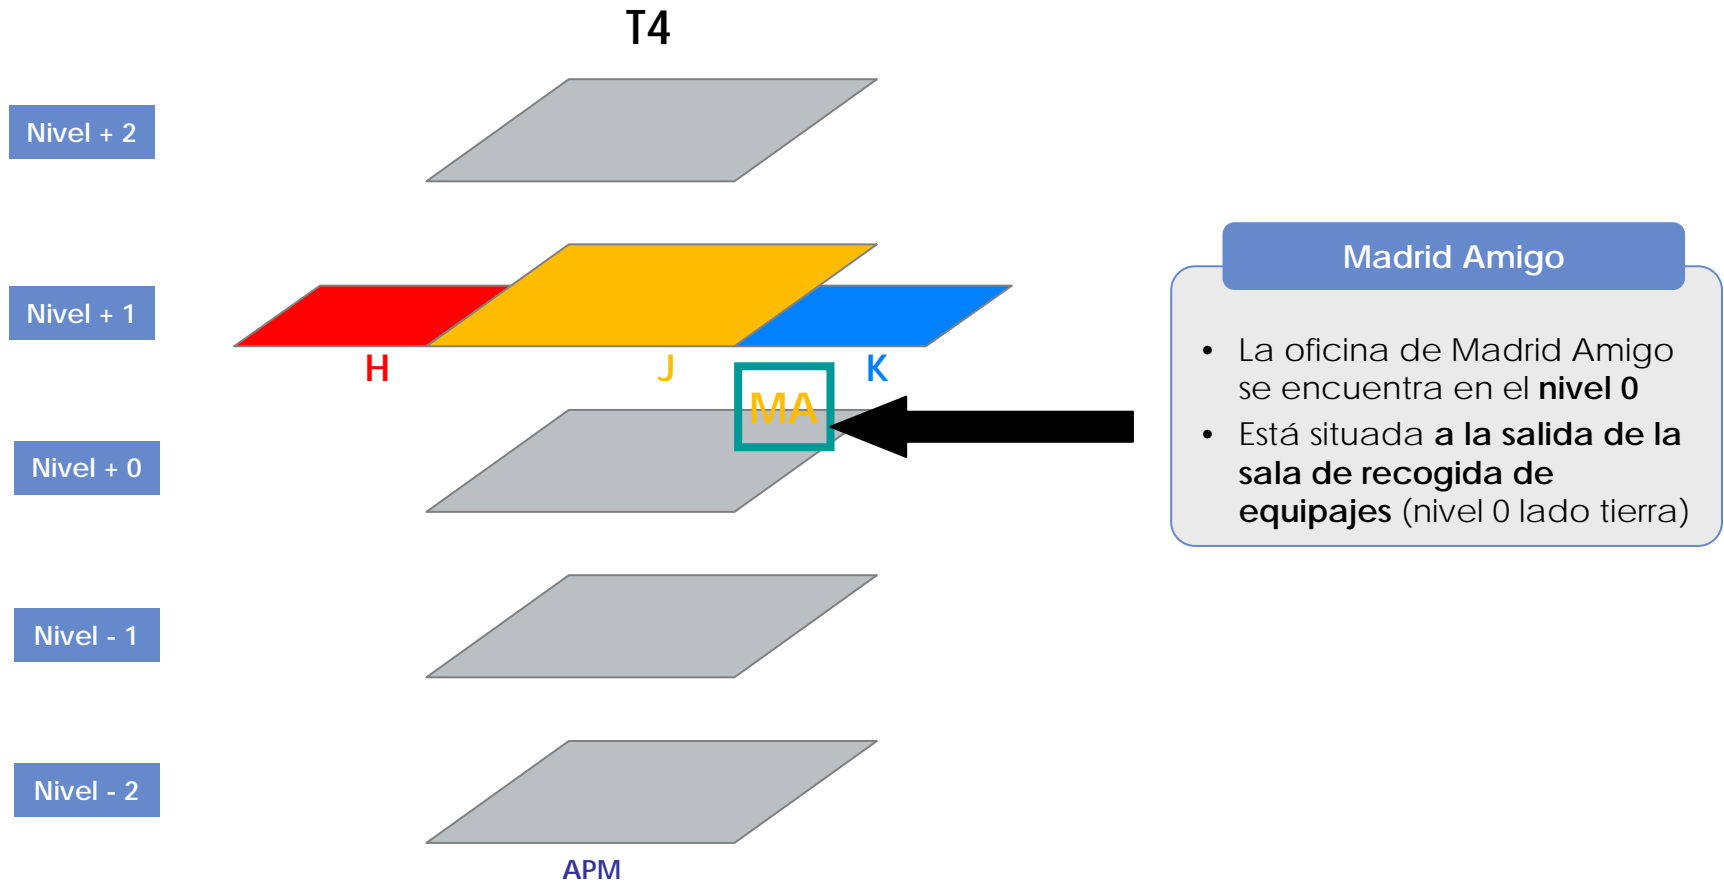 T4
Nivel + 2
Nivel + 1
H
J
K
MA
Nivel + 0
Nivel - 1
Nivel - 2
APM
Madrid Amigo
• La oficina de Madrid Amigo
se encuentra en el nivel 0
• Está situada a la salida de la
sala de recogida de
equipajes (nivel 0 lado tierra)